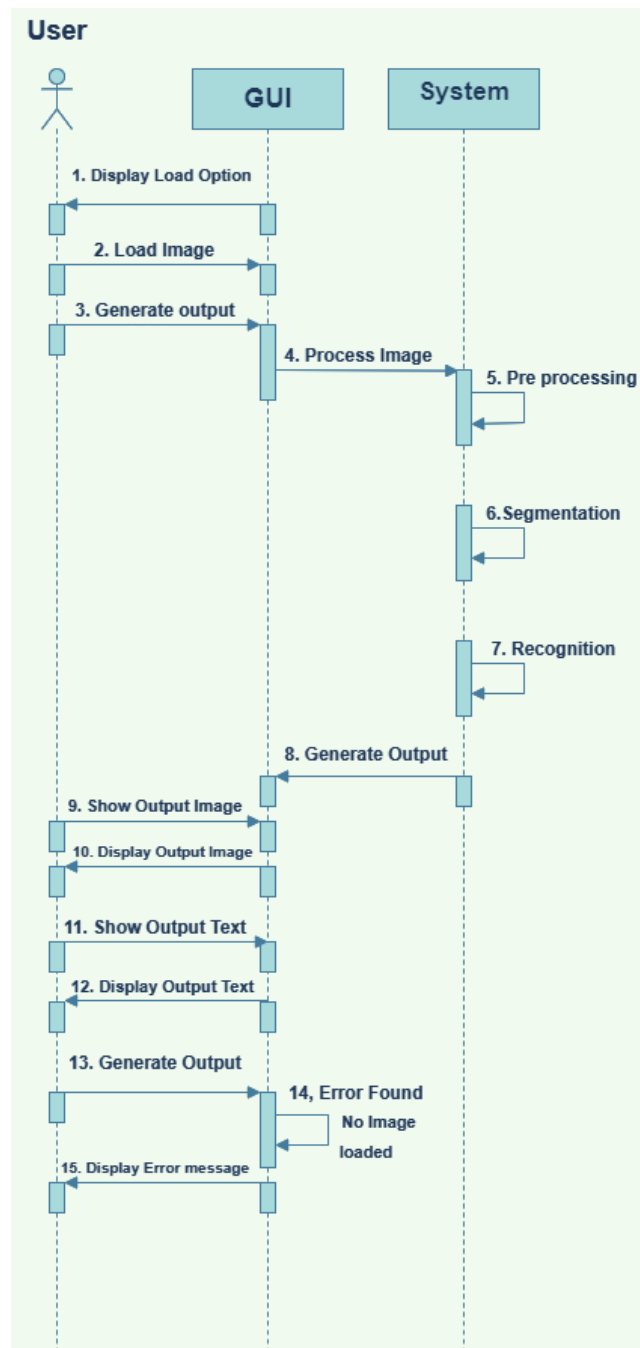 User
GUI
System
1. Display Load Option
2. Load Image
3. Generate output
4. Process Image
5. Pre processing
6.Segmentation
7. Recognition
8. Generate Output
9. Show Output Image
10. Display Output Image
11. Show Output Text
12. Display Output Text
13. Generate Output
14, Error Found
No Image
loaded
15. Display Error message